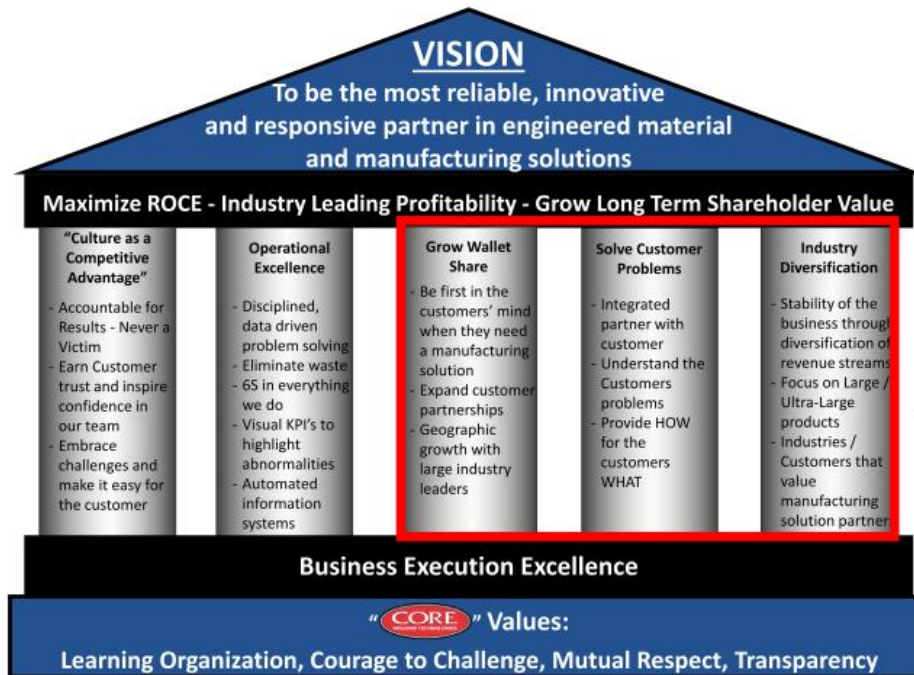 VISION
To be the most reliable, innovative
and responsive partner in engineered material
and manufacturing solutions
Maximize ROCE - Industry Leading Profitability - Grow Long Term Shareholder Value
"Culture as a
Competitive
Advantage"
- Accountable for
Results - Never a
Victim
- Earn Customer
trust and inspire
confidence in
our team
- Embrace
challenges and
make it easy for
the customer
Operational
Excellence
- Disciplined,
data driven
problem solving
- Eliminate waste
- 6S in everything
we do
- Visual KPI's to
highlight
abnormalities
- Automated
information
systems
Grow Wallet
Share
- Be first in the
customers' mind
when they need
a manufacturing
solution
- Expand customer
partnerships
- Geographic
growth with
large industry
leaders
Solve Customer
Problems
- Integrated
partner with
customer
- Understand the
Customers
problems
- Provide HOW
for the
customers
WHAT
Industry
Diversification
- Stability of the
business through
diversification of
revenue streams
- Focus on Large /
Ultra-Large
products
- Industries /
Customers that
value
manufacturing
solution partner
Business Execution Excellence
"CORE
MOLDING TECHNOLOGIES
" Values:
Learning Organization, Courage to Challenge, Mutual Respect, Transparency